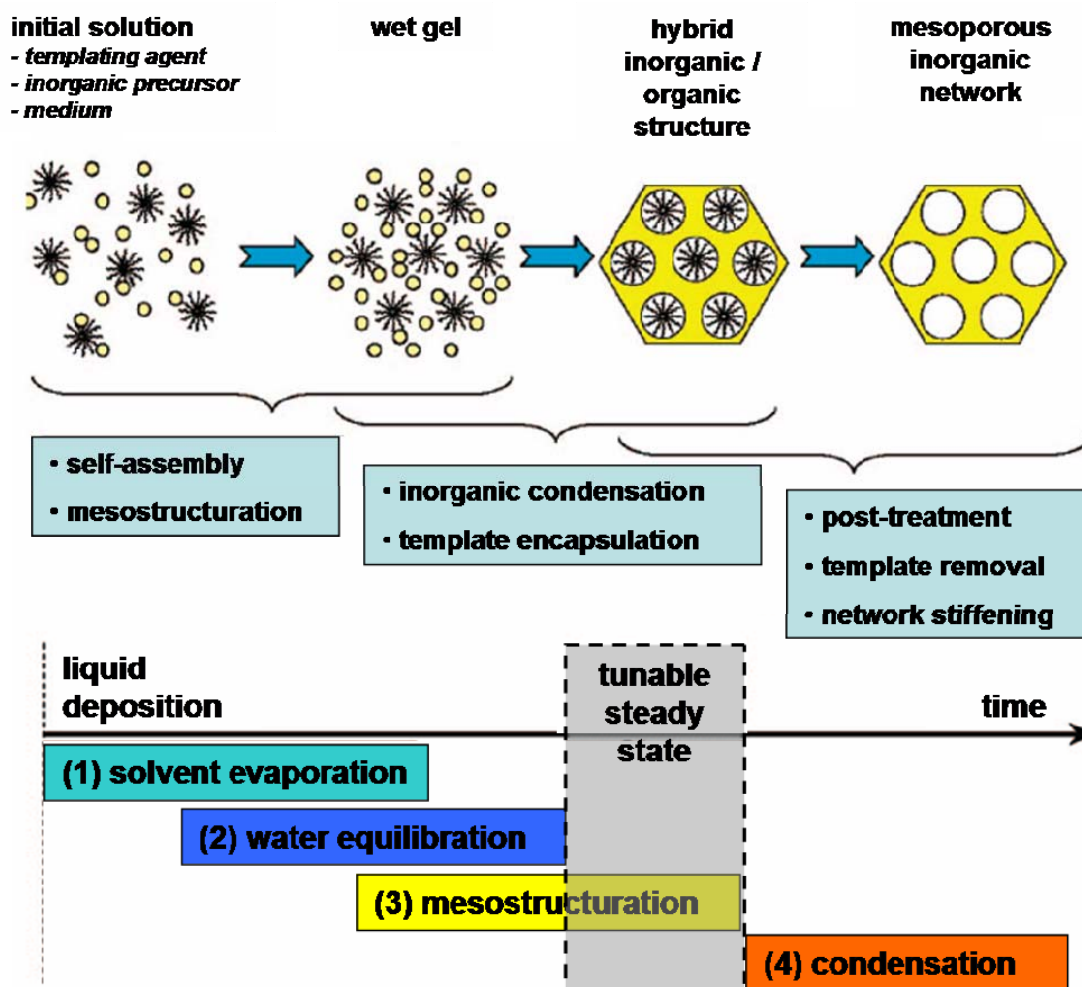 initial solution
- templating agent
- inorganic precursor
- medium
wet gel
hybrid
inorganic /
organic
structure
mesoporous
inorganic
network
• self-assembly
• mesostructuration
• inorganic condensation
• template encapsulation
• post-treatment
• template removal
• network stiffening
liquid
deposition
tunable
steady
state
time
(1) solvent evaporation
(2) water equilibration
(3) mesostructuration
(4) condensation